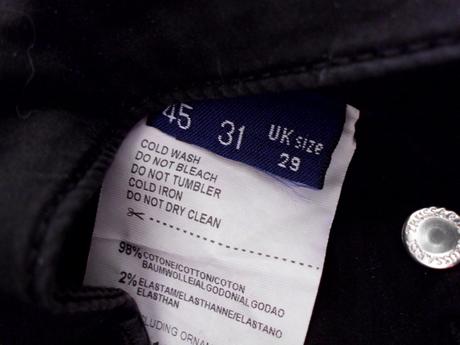 45 31 UK size
29
COLD WASH
DO NOT BLEACH
DO NOT TUMBLER
COLD IRON
DO NOT DRY CLEAN
98% COTONE/COTTON/COTON
BAUMWOLLE/ALGODON/ALGODAO
2% ELASTAM/ELASTHANNE/ELASTANO
ELASTHAN